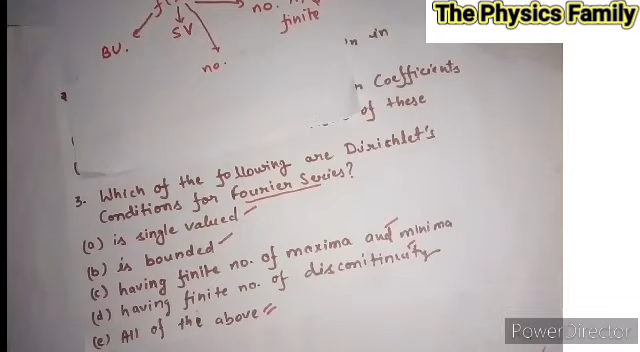 The Physics Family
no.
finite
BV.
SV
no.
in in
n Coefficients
of these
3. Which of the following are Dirichlet's
Conditions for Fourier Series?
(a) is single valued
(b) is bounded
(c) having finite no. of maxima and minima
(d) having finite no. of discontinuity
(e) All of the above
PowerDirector